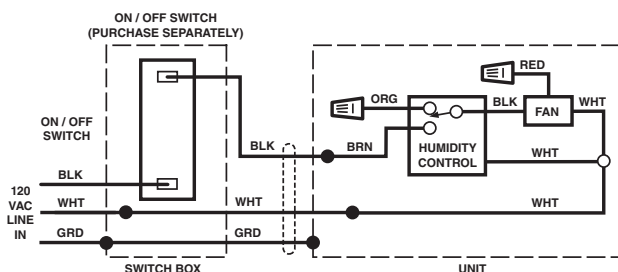 ON / OFF SWITCH
(PURCHASE SEPARATELY)
RED
ORG
BLK
FAN
WHT
ON / OFF
SWITCH
BLK
BRN
HUMIDITY
CONTROL
WHT
BLK
120
VAC
LINE
IN
WHT
WHT
WHT
GRD
GRD
SWITCH BOX
UNIT